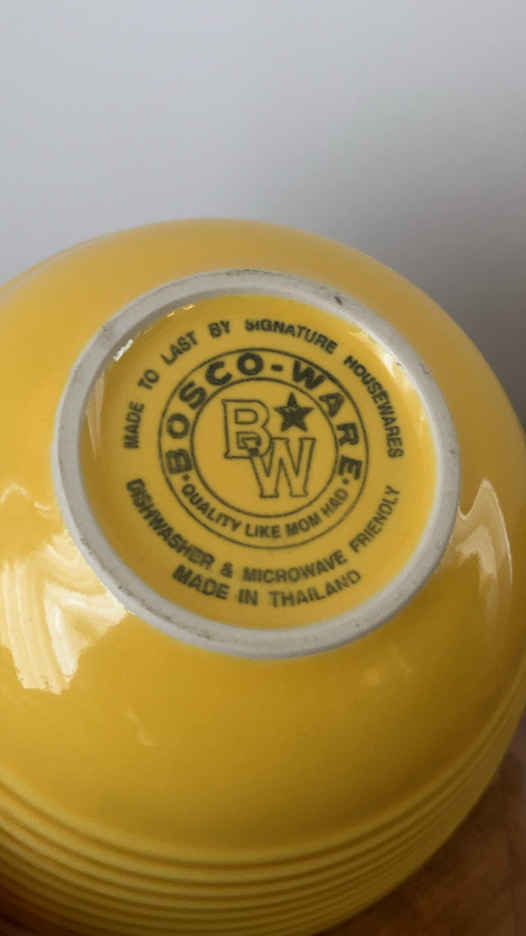 MADE TO LAST BY SIGNATURE HOUSEWARES
BOSCO-WARE
BW
•QUALITY LIKE MOM HAD•
DISHWASHER & MICROWAVE FRIENDLY
MADE IN THAILAND